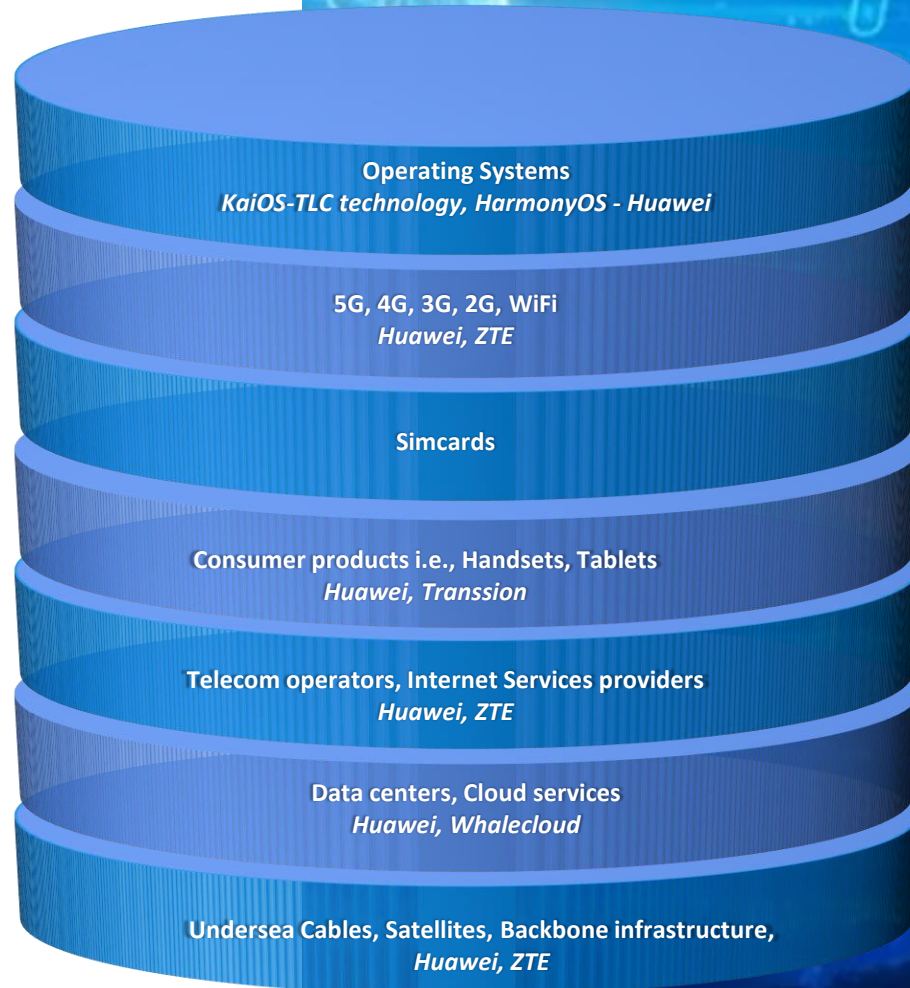 Operating Systems
KaiOS-TLC technology, HarmonyOS - Huawei
5G, 4G, 3G, 2G, WiFi
Huawei, ZTE
Simcards
Consumer products i.e., Handsets, Tablets
Huawei, Transsion
Telecom operators, Internet Services providers
Huawei, ZTE
Data centers, Cloud services
Huawei, Whalecloud
Undersea Cables, Satellites, Backbone infrastructure,
Huawei, ZTE